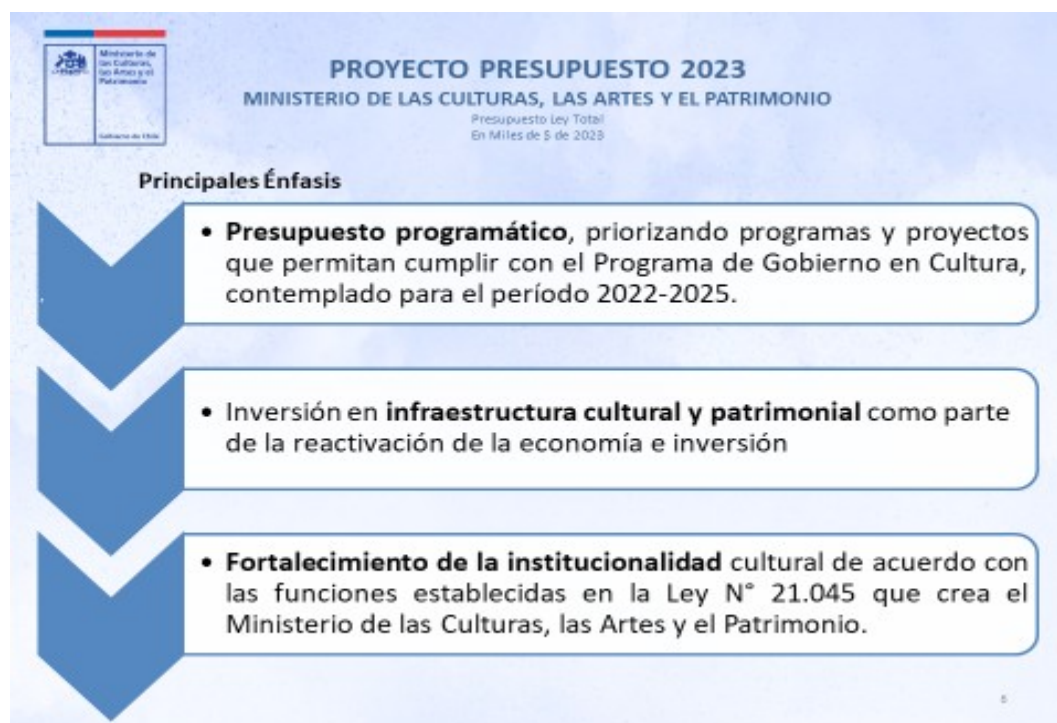 Ministerio de
las Culturas,
las Artes y el
Patrimonio
Gobierno de Chile
PROYECTO PRESUPUESTO 2023
MINISTERIO DE LAS CULTURAS, LAS ARTES Y EL PATRIMONIO
Presupuesto Ley Total
En Miles de $ de 2023
Principales Énfasis
• Presupuesto programático, priorizando programas y proyectos
que permitan cumplir con el Programa de Gobierno en Cultura,
contemplado para el período 2022-2025.
• Inversión en infraestructura cultural y patrimonial como parte
de la reactivación de la economía e inversión
• Fortalecimiento de la institucionalidad cultural de acuerdo con
las funciones establecidas en la Ley N° 21.045 que crea el
Ministerio de las Culturas, las Artes y el Patrimonio.